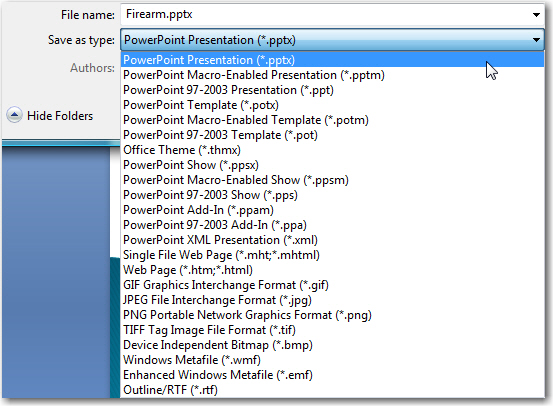 File name: Firearm.pptx
Save as type: PowerPoint Presentation (*.pptx)
PowerPoint Presentation (*.pptx)
Authors: PowerPoint Macro-Enabled Presentation (*.pptm)
PowerPoint 97-2003 Presentation (*.ppt)
PowerPoint Template (*.potx)
Hide Folders PowerPoint Macro-Enabled Template (*.potm)
PowerPoint 97-2003 Template (*.pot)
Office Theme (*.thmx)
PowerPoint Show (*.ppsx)
PowerPoint Macro-Enabled Show (*.ppsm)
PowerPoint 97-2003 Show (*.pps)
PowerPoint Add-In (*.ppam)
PowerPoint 97-2003 Add-In (*.ppa)
PowerPoint XML Presentation (*.xml)
Single File Web Page (*.mht;*.mhtml)
Web Page (*.htm;*.html)
GIF Graphics Interchange Format (*.gif)
JPEG File Interchange Format (*.jpg)
PNG Portable Network Graphics Format (*.png)
TIFF Tag Image File Format (*.tif)
Device Independent Bitmap (*.bmp)
Windows Metafile (*.wmf)
Enhanced Windows Metafile (*.emf)
Outline/RTF (*.rtf)